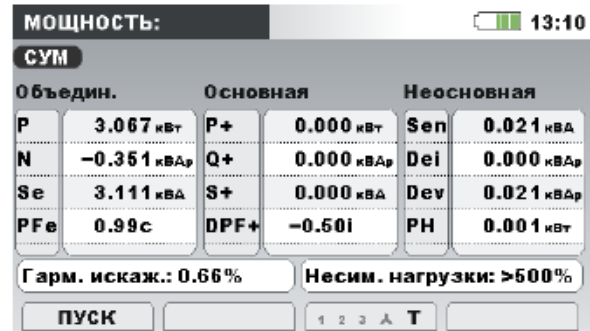 МОЩНОСТЬ: 13:10
СУМ
Объедин. Основная Неосновная
P 3.067 кВт P+ 0.000 кВт Sen 0.021 кВА
N −0.351 кВАр Q+ 0.000 кВАр Dei 0.000 кВАр
Se 3.111 кВА S+ 0.000 кВА Dev 0.021 кВАр
PFe 0.99c DPF+ −0.50i PH 0.001 кВт
Гарм. искаж.: 0.66% Несим. нагрузки: >500%
ПУСК 1 2 3 人 T